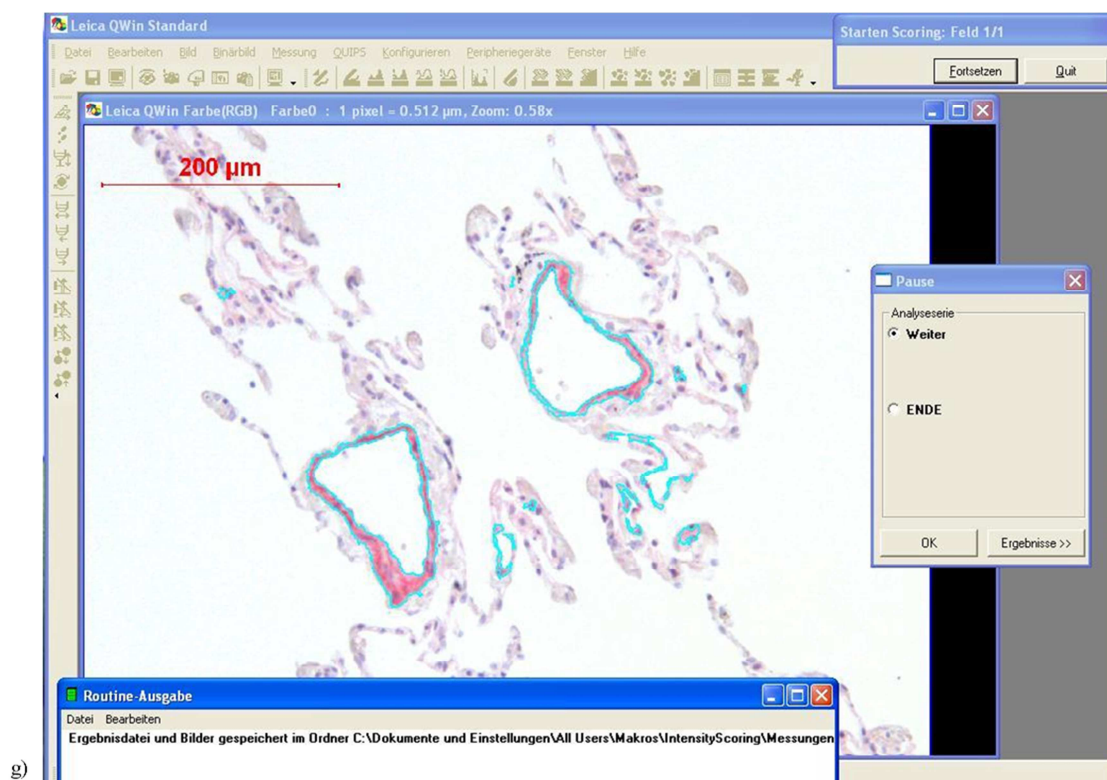 Leica QWin Standard
Starten Scoring: Feld 1/1
Datei Bearbeiten Bild Binärbild Messung QUIPS Konfigurieren Peripheriegeräte Fenster Hilfe
Fortsetzen Quit
Leica QWin Farbe(RGB) Farbe0 : 1 pixel = 0.512 µm, Zoom: 0.58x
200 µm
Pause
Analyseserie
Weiter
ENDE
OK Ergebnisse >>
Routine-Ausgabe
Datei Bearbeiten
Ergebnisdatei und Bilder gespeichert im Ordner C:\Dokumente und Einstellungen\All Users\Makros\IntensityScoring\Messungen
g)